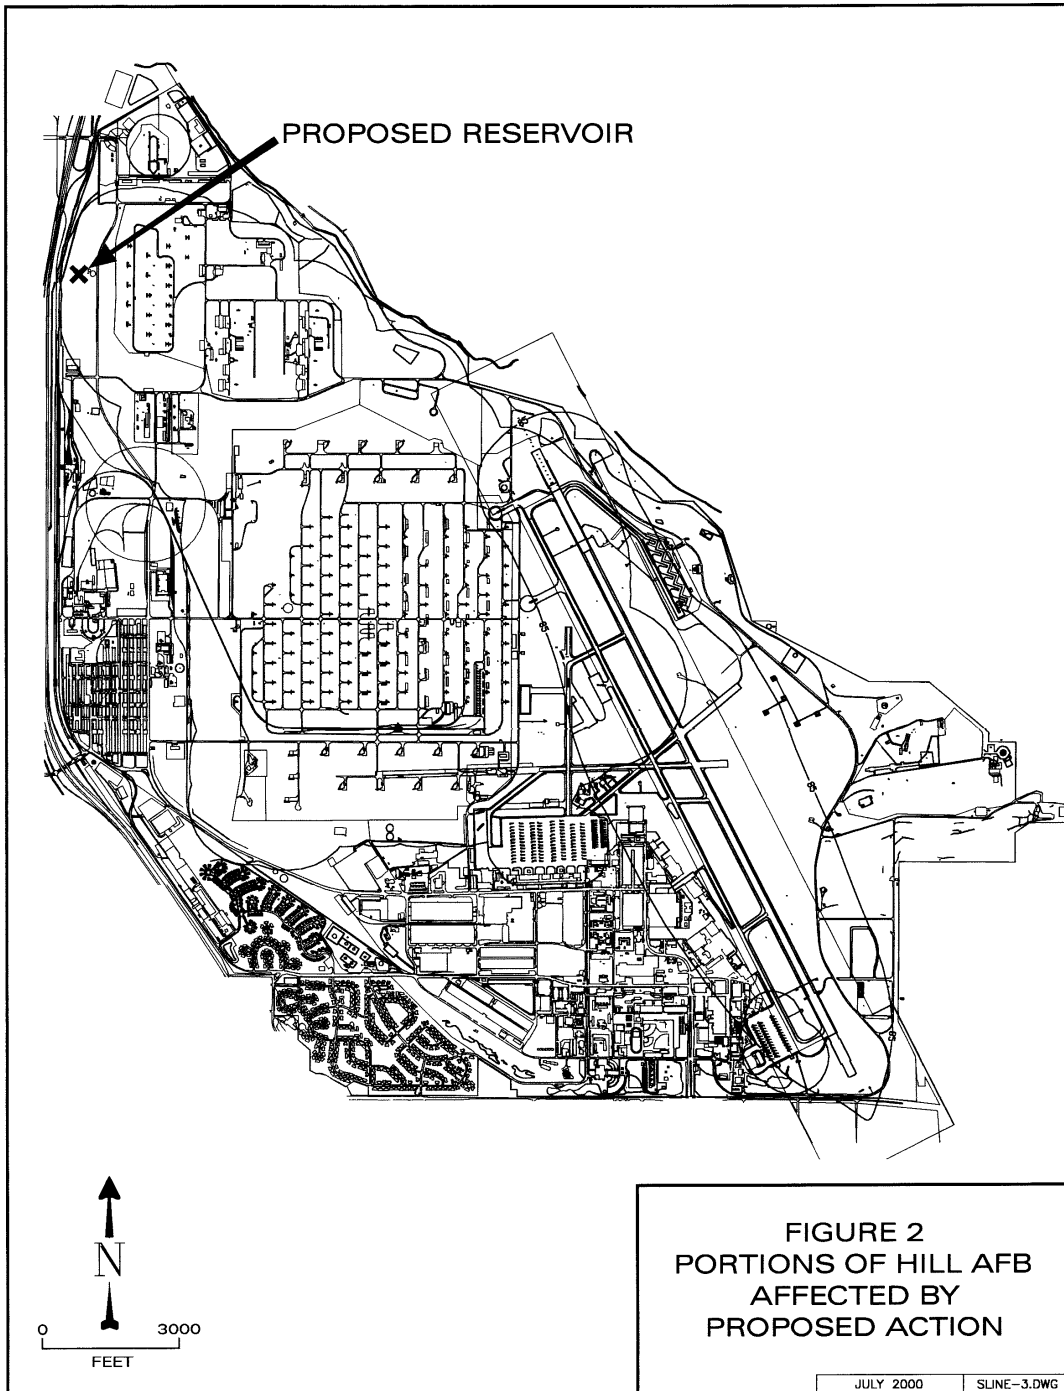 PROPOSED RESERVOIR
N
0 3000
FEET
FIGURE 2
PORTIONS OF HILL AFB
AFFECTED BY
PROPOSED ACTION
JULY 2000 SLINE-3.DWG